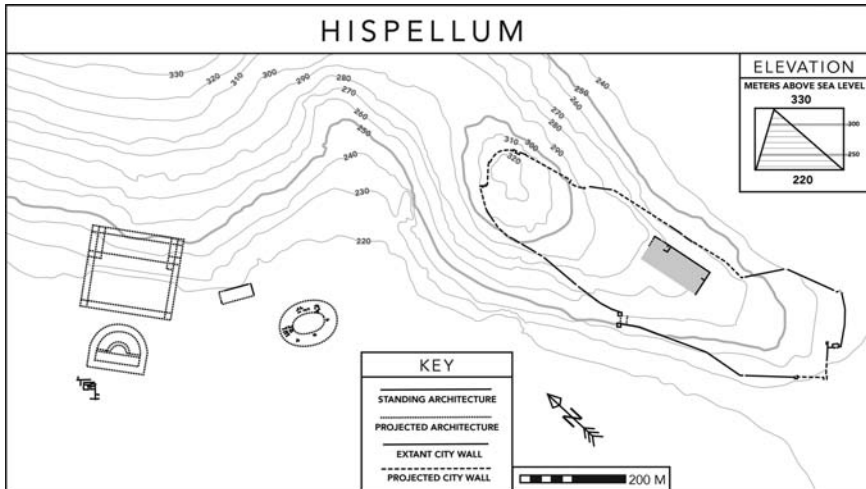 HISPELLUM
330
320
310
300
290
280
270
260
250
240
230
220
240
250
260
270
280
290
300
310
320
ELEVATION
METERS ABOVE SEA LEVEL
330
300
250
220
KEY
STANDING ARCHITECTURE
PROJECTED ARCHITECTURE
EXTANT CITY WALL
PROJECTED CITY WALL
N
200 M